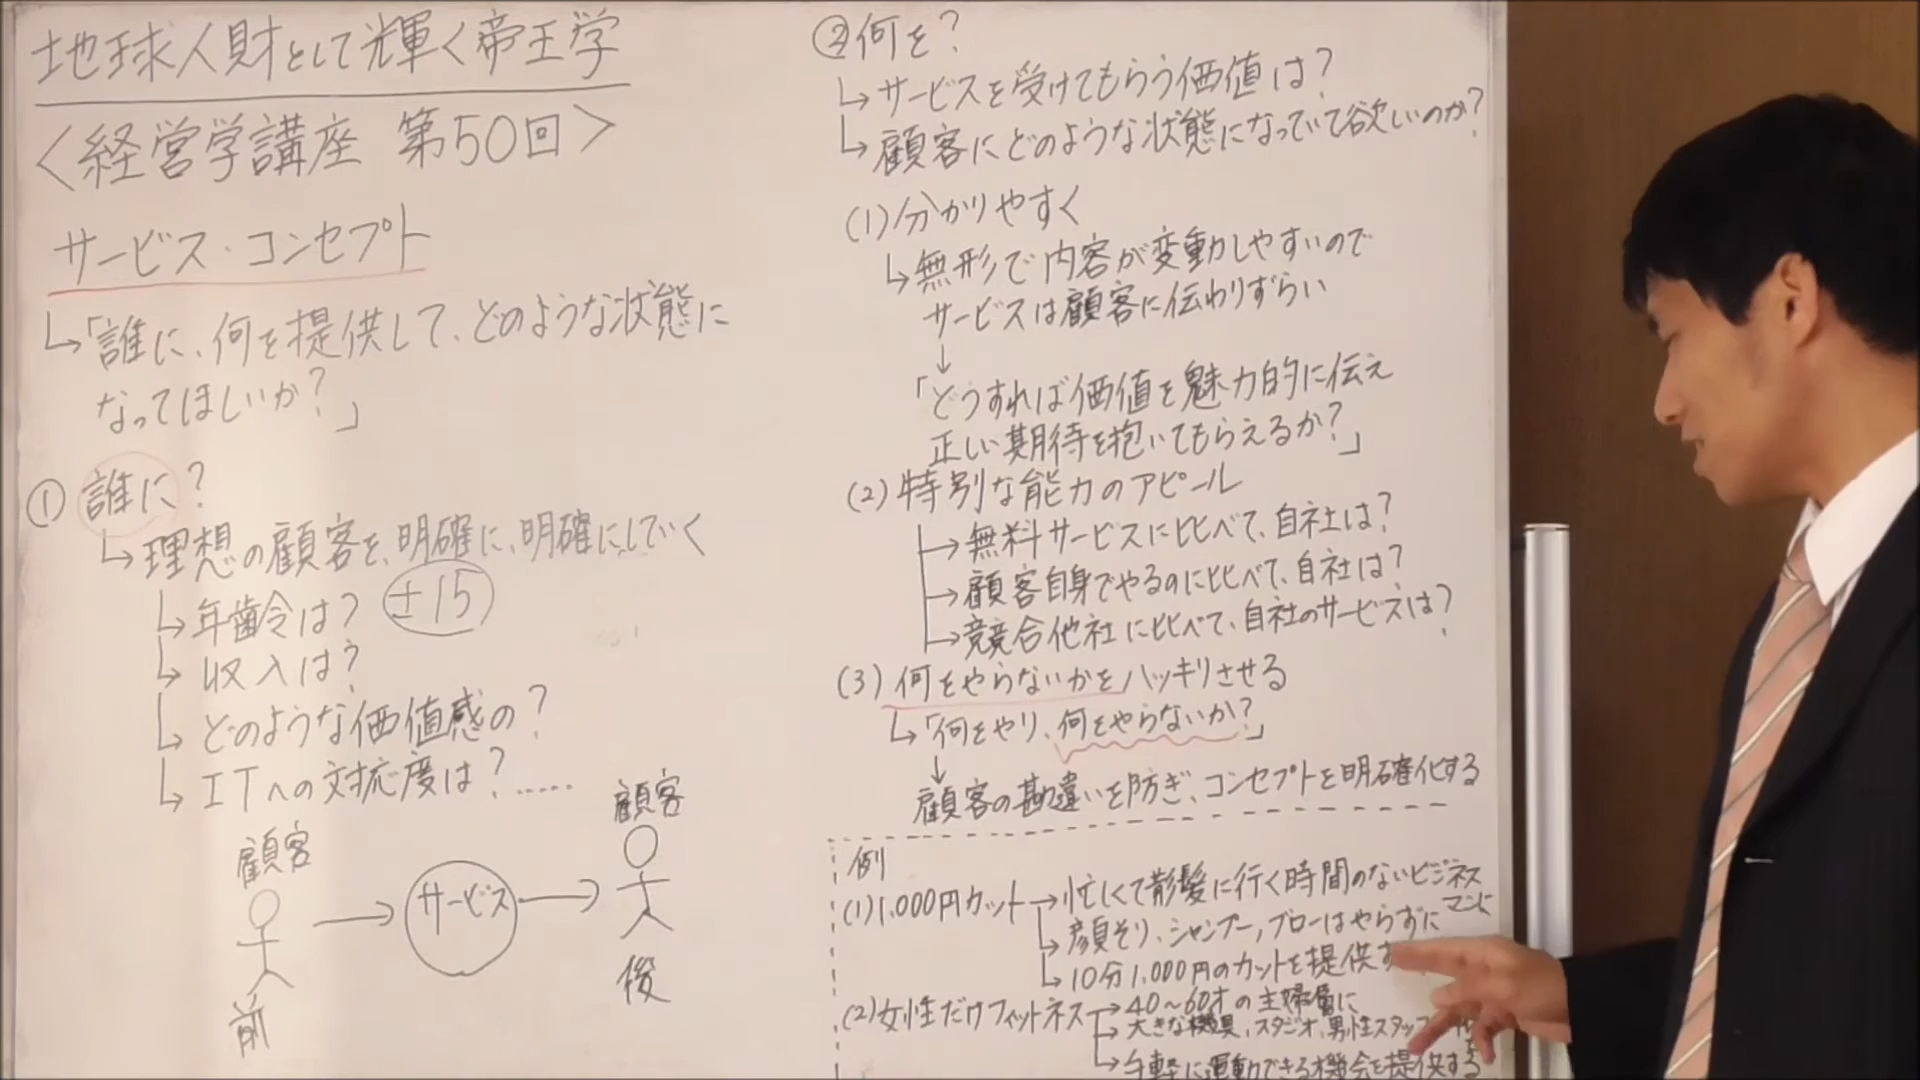 地球人財として輝く帝王学
<経営学講座 第50回>
サービス・コンセプト
↳「誰に、何を提供して、どのような状態に
なってほしいか?」
① 誰に?
↳理想の顧客を、明確に、明確にしていく
↳年齢令は? ±15
↳収入は?
↳どのような価値感の?
↳ITへの対応度は?……
顧客
前
→
サービス
→
顧客
後
②何を?
↳サービスを受けてもらう価値は?
↳顧客にどのような状態になっていて欲しいのか?
(1)分かりやすく
↳無形で内容が変動しやすいので
サービスは顧客に伝わりずらい
↓
「どうすれば価値を魅力的に伝え
正しい期待を抱いてもらえるか?」
(2)特別な能力のアピール
→無料サービスに比べて、自社は?
→顧客自身でやるのに比べて、自社は?
→競合他社に比べて、自社のサービスは?
(3)何をやらないかをハッキリさせる
↳「何をやり、何をやらないか?」
↓
顧客の勘違いを防ぎ、コンセプトを明確化する
例
(1)1,000円カット→忙しくて散髪に行く時間のないビジネス
マンに
↳顔そり、シャンプー、ブローはやらずに
↳10分1,000円のカットを提供す
(2)女性だけフィットネス→40~60才の主婦層に
→大きな機具、スタジオ、男性スタッフ
↳手軽に運動できる機会を提供する